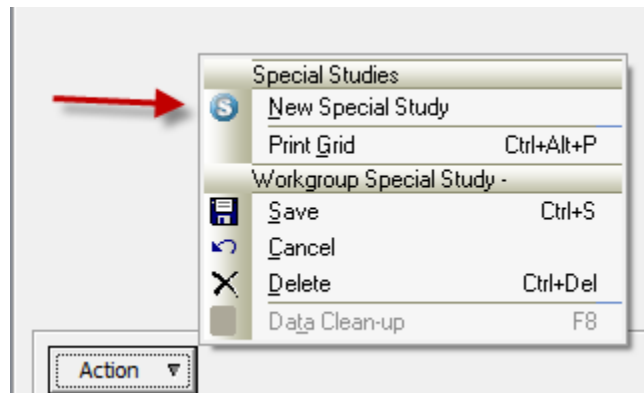 Special Studies
S
New Special Study
Print Grid Ctrl+Alt+P
Workgroup Special Study -
Save Ctrl+S
Cancel
Delete Ctrl+Del
Data Clean-up F8
Action